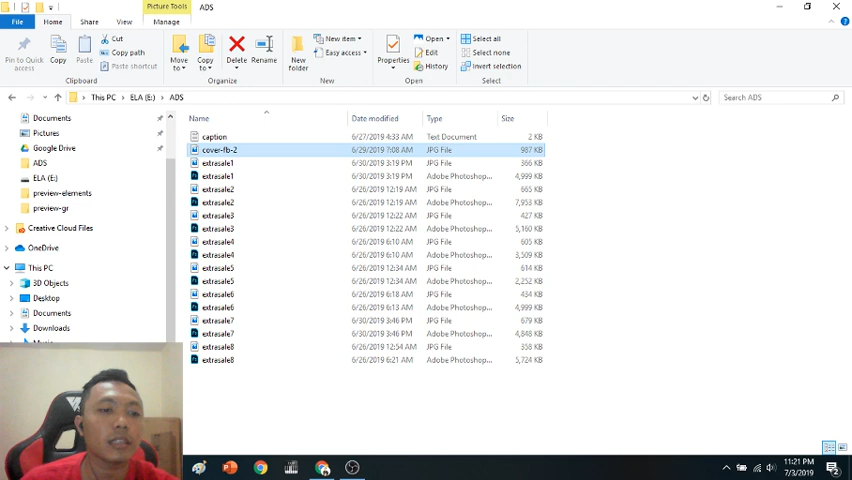 Picture Tools
ADS
File
Home
Share
View
Manage
Pin to Quick access
Copy
Paste
Cut
Copy path
Paste shortcut
Clipboard
Move to
Copy to
Delete
Rename
Organize
New folder
New item
Easy access
New
Properties
Open
Edit
History
Open
Select all
Select none
Invert selection
Select
This PC
ELA (E:)
ADS
Search ADS
Documents
Pictures
Google Drive
ADS
ELA (E:)
preview-elements
preview-gr
Creative Cloud Files
OneDrive
This PC
3D Objects
Desktop
Documents
Downloads
Name Date modified Type Size
caption 6/27/2019 4:33 AM Text Document 2 KB
cover-fb-2 6/29/2019 7:08 AM JPG File 987 KB
extrasale1 6/30/2019 3:19 PM JPG File 366 KB
extrasale1 6/30/2019 3:19 PM Adobe Photoshop... 4,999 KB
extrasale2 6/26/2019 12:19 AM JPG File 665 KB
extrasale2 6/26/2019 12:19 AM Adobe Photoshop... 7,953 KB
extrasale3 6/26/2019 12:22 AM JPG File 427 KB
extrasale3 6/26/2019 12:22 AM Adobe Photoshop... 5,160 KB
extrasale4 6/26/2019 6:10 AM JPG File 605 KB
extrasale4 6/26/2019 6:10 AM Adobe Photoshop... 3,509 KB
extrasale5 6/26/2019 12:34 AM JPG File 614 KB
extrasale5 6/26/2019 12:34 AM Adobe Photoshop... 2,252 KB
extrasale6 6/26/2019 6:18 AM JPG File 434 KB
extrasale6 6/26/2019 6:13 AM Adobe Photoshop... 4,999 KB
extrasale7 6/30/2019 3:46 PM JPG File 679 KB
extrasale7 6/30/2019 3:46 PM Adobe Photoshop... 4,848 KB
extrasale8 6/26/2019 12:54 AM JPG File 358 KB
extrasale8 6/26/2019 6:21 AM Adobe Photoshop... 5,724 KB
11:21 PM
7/3/2019
2